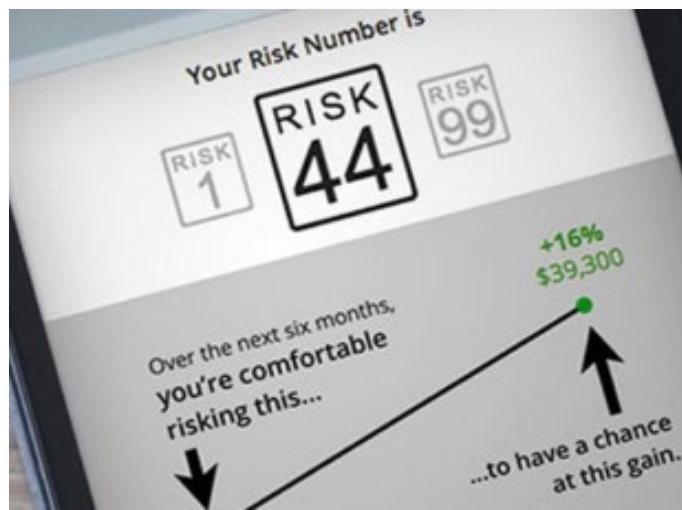 Your Risk Number is
RISK
1
RISK
44
RISK
99
+16%
$39,300
Over the next six months,
you're comfortable
risking this...
...to have a chance
at this gain.